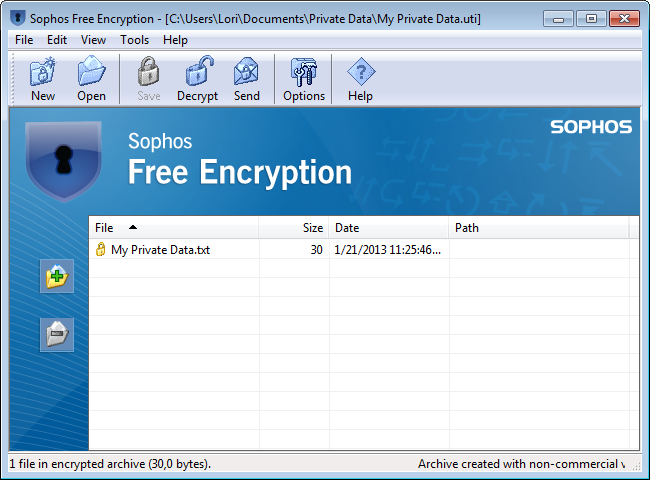 Sophos Free Encryption - [C:\Users\Lori\Documents\Private Data\My Private Data.uti]
File Edit View Tools Help
New Open Save Decrypt Send Options Help
SOPHOS
Sophos
Free Encryption
File Size Date Path
My Private Data.txt 30 1/21/2013 11:25:46...
1 file in encrypted archive (30,0 bytes). Archive created with non-commercial v